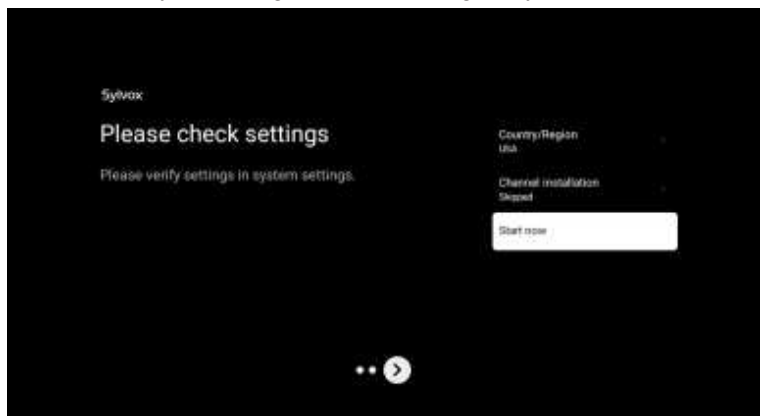 Sylvox
Please check settings
Please verify settings in system settings.
Country/Region
USA
Channel installation
Skipped
Start now